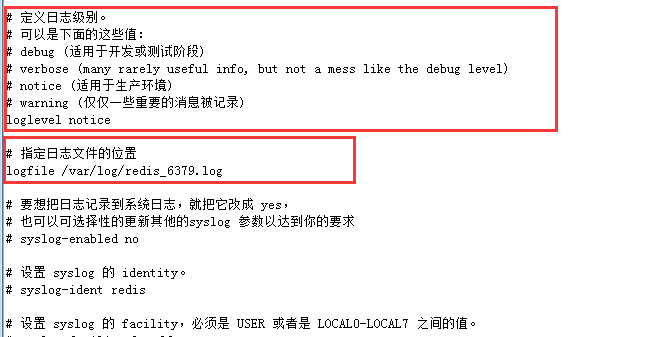 # 定义日志级别。
# 可以是下面的这些值：
# debug (适用于开发或测试阶段)
# verbose (many rarely useful info, but not a mess like the debug level)
# notice (适用于生产环境)
# warning (仅仅一些重要的消息被记录)
loglevel notice
# 指定日志文件的位置
logfile /var/log/redis_6379.log
# 要想把日志记录到系统日志，就把它改成 yes，
# 也可以可选择性的更新其他的syslog 参数以达到你的要求
# syslog-enabled no
# 设置 syslog 的 identity。
# syslog-ident redis
# 设置 syslog 的 facility，必须是 USER 或者是 LOCAL0-LOCAL7 之间的值。